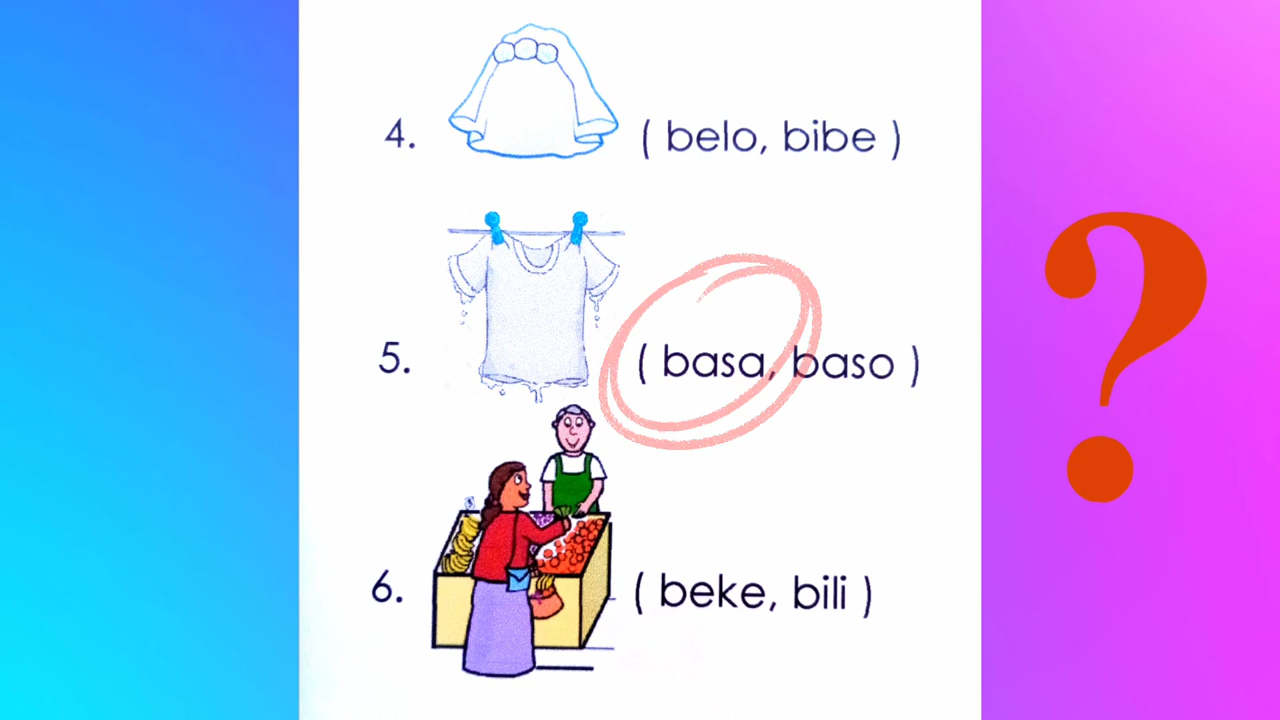 4. ( belo, bibe )
5. ( basa, baso )
6. ( beke, bili )
?